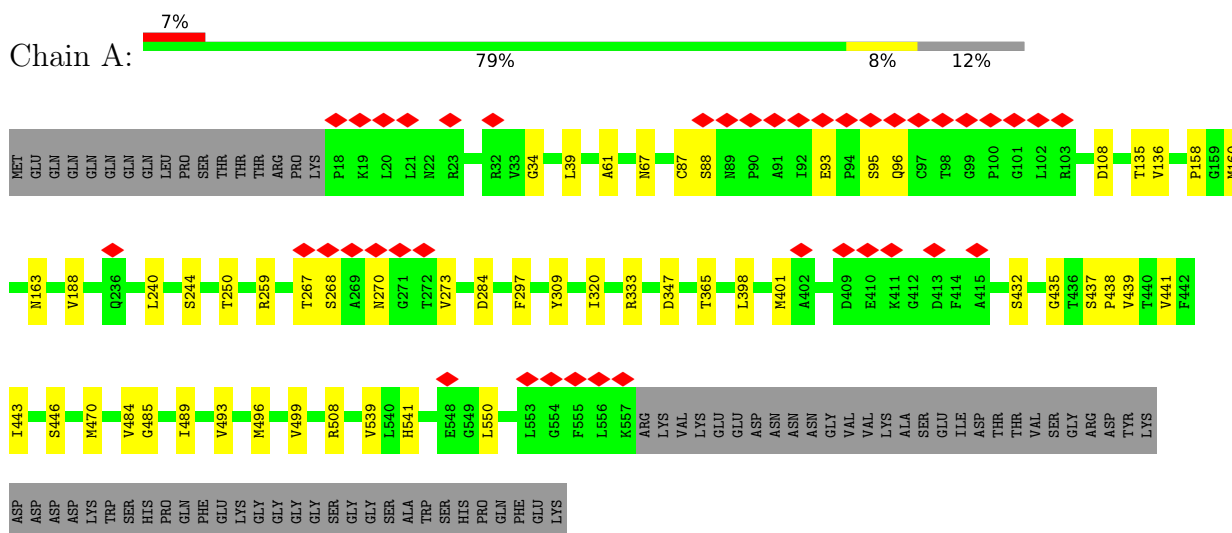 7%
Chain A:
79% 8% 12%
MET GLU GLN GLN GLN GLN GLN GLN GLN LEU PRO SER THR THR THR ARG PRO LYS P18 K19 L20 L21 N22 R23 R32 V33 G34 L39 A61 N67 C87 S88 N89 P90 A91 I92 E93 P94 S95 Q96 C97 T98 G99 P100 G101 L102 R103 D108 T135 V136 P158 G159 M160
N163 V188 Q236 L240 S244 T250 R259 T267 S268 A269 N270 G271 T272 V273 D284 F297 Y309 I320 R333 D347 T365 L398 M401 A402 D409 E410 K411 G412 D413 F414 A415 S432 G435 T436 S437 P438 V439 T440 V441 F442
I443 S446 M470 V484 G485 I489 V493 M496 V499 R508 V539 L540 H541 E548 G549 L550 L553 G554 F555 L556 K557 ARG LYS VAL LYS GLU GLU ASP ASN ASN ASN GLY VAL VAL LYS ALA SER GLU ILE ASP THR THR VAL SER GLY ARG ASP TYR LYS
ASP ASP ASP ASP LYS TRP SER HIS PRO GLN PHE GLU LYS GLY GLY GLY GLY SER GLY GLY SER ALA TRP SER HIS PRO GLN PHE GLU LYS